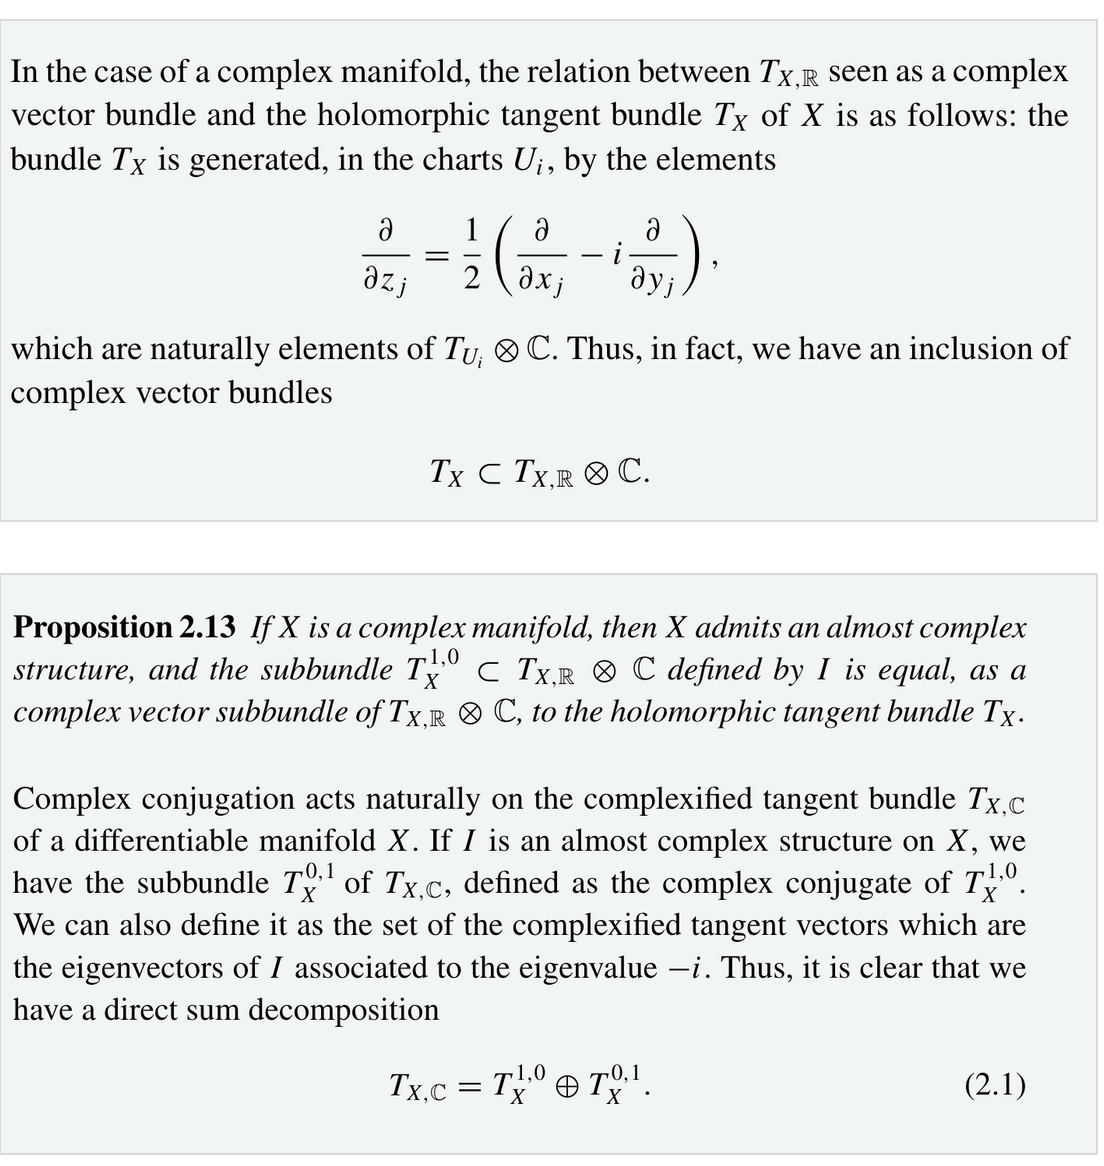 In the case of a complex manifold, the relation between $T_{X,\mathbb{R}}$ seen as a complex
vector bundle and the holomorphic tangent bundle $T_X$ of $X$ is as follows: the
bundle $T_X$ is generated, in the charts $U_i$, by the elements
$$\frac{\partial}{\partial z_j} = \frac{1}{2}\left(\frac{\partial}{\partial x_j} - i\frac{\partial}{\partial y_j}\right),$$
which are naturally elements of $T_{U_i} \otimes \mathbb{C}$. Thus, in fact, we have an inclusion of
complex vector bundles
$$T_X \subset T_{X,\mathbb{R}} \otimes \mathbb{C}.$$
Proposition 2.13 If X is a complex manifold, then X admits an almost complex
structure, and the subbundle $T_X^{1,0} \subset T_{X,\mathbb{R}} \otimes \mathbb{C}$ defined by $I$ is equal, as a
complex vector subbundle of $T_{X,\mathbb{R}} \otimes \mathbb{C}$, to the holomorphic tangent bundle $T_X$.
Complex conjugation acts naturally on the complexified tangent bundle $T_{X,\mathbb{C}}$
of a differentiable manifold $X$. If $I$ is an almost complex structure on $X$, we
have the subbundle $T_X^{0,1}$ of $T_{X,\mathbb{C}}$, defined as the complex conjugate of $T_X^{1,0}$.
We can also define it as the set of the complexified tangent vectors which are
the eigenvectors of $I$ associated to the eigenvalue $-i$. Thus, it is clear that we
have a direct sum decomposition
$$T_{X,\mathbb{C}} = T_X^{1,0} \oplus T_X^{0,1}. \quad (2.1)$$